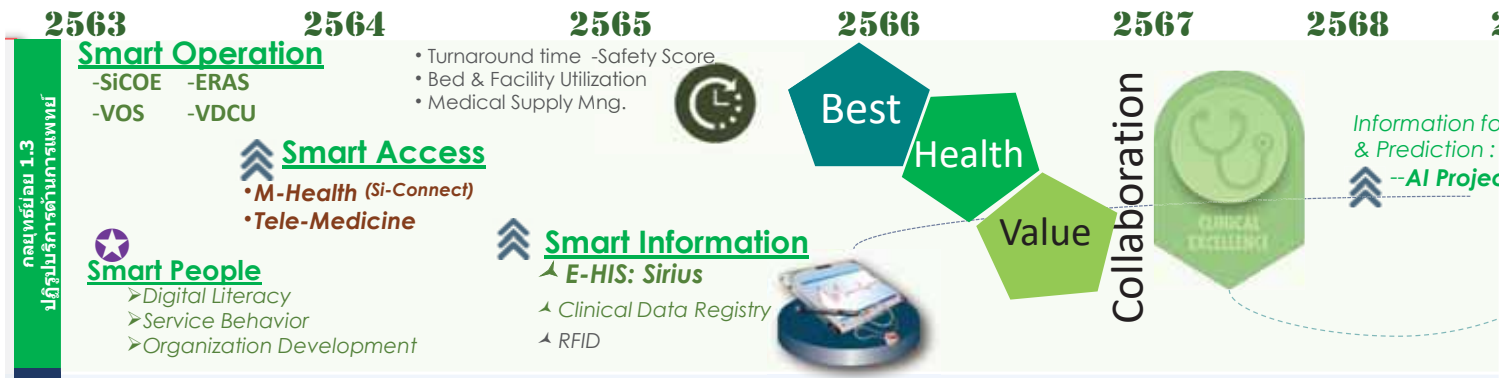 2563 2564 2565 2566 2567 2568
กลยุทธ์ย่อย 1.3
ปฏิรูปบริการด้านการแพทย์
Smart Operation
-SiCOE -ERAS
-VOS -VDCU
• Turnaround time -Safety Score
• Bed & Facility Utilization
• Medical Supply Mng.
Smart Access
•M-Health (Si-Connect)
•Tele-Medicine
Smart People
➢Digital Literacy
➢Service Behavior
➢Organization Development
Smart Information
E-HIS: Sirius
Clinical Data Registry
RFID
Best
Health
Value
Collaboration
CLINICAL
EXCELLENCE
Information fo
& Prediction :
--AI Projec